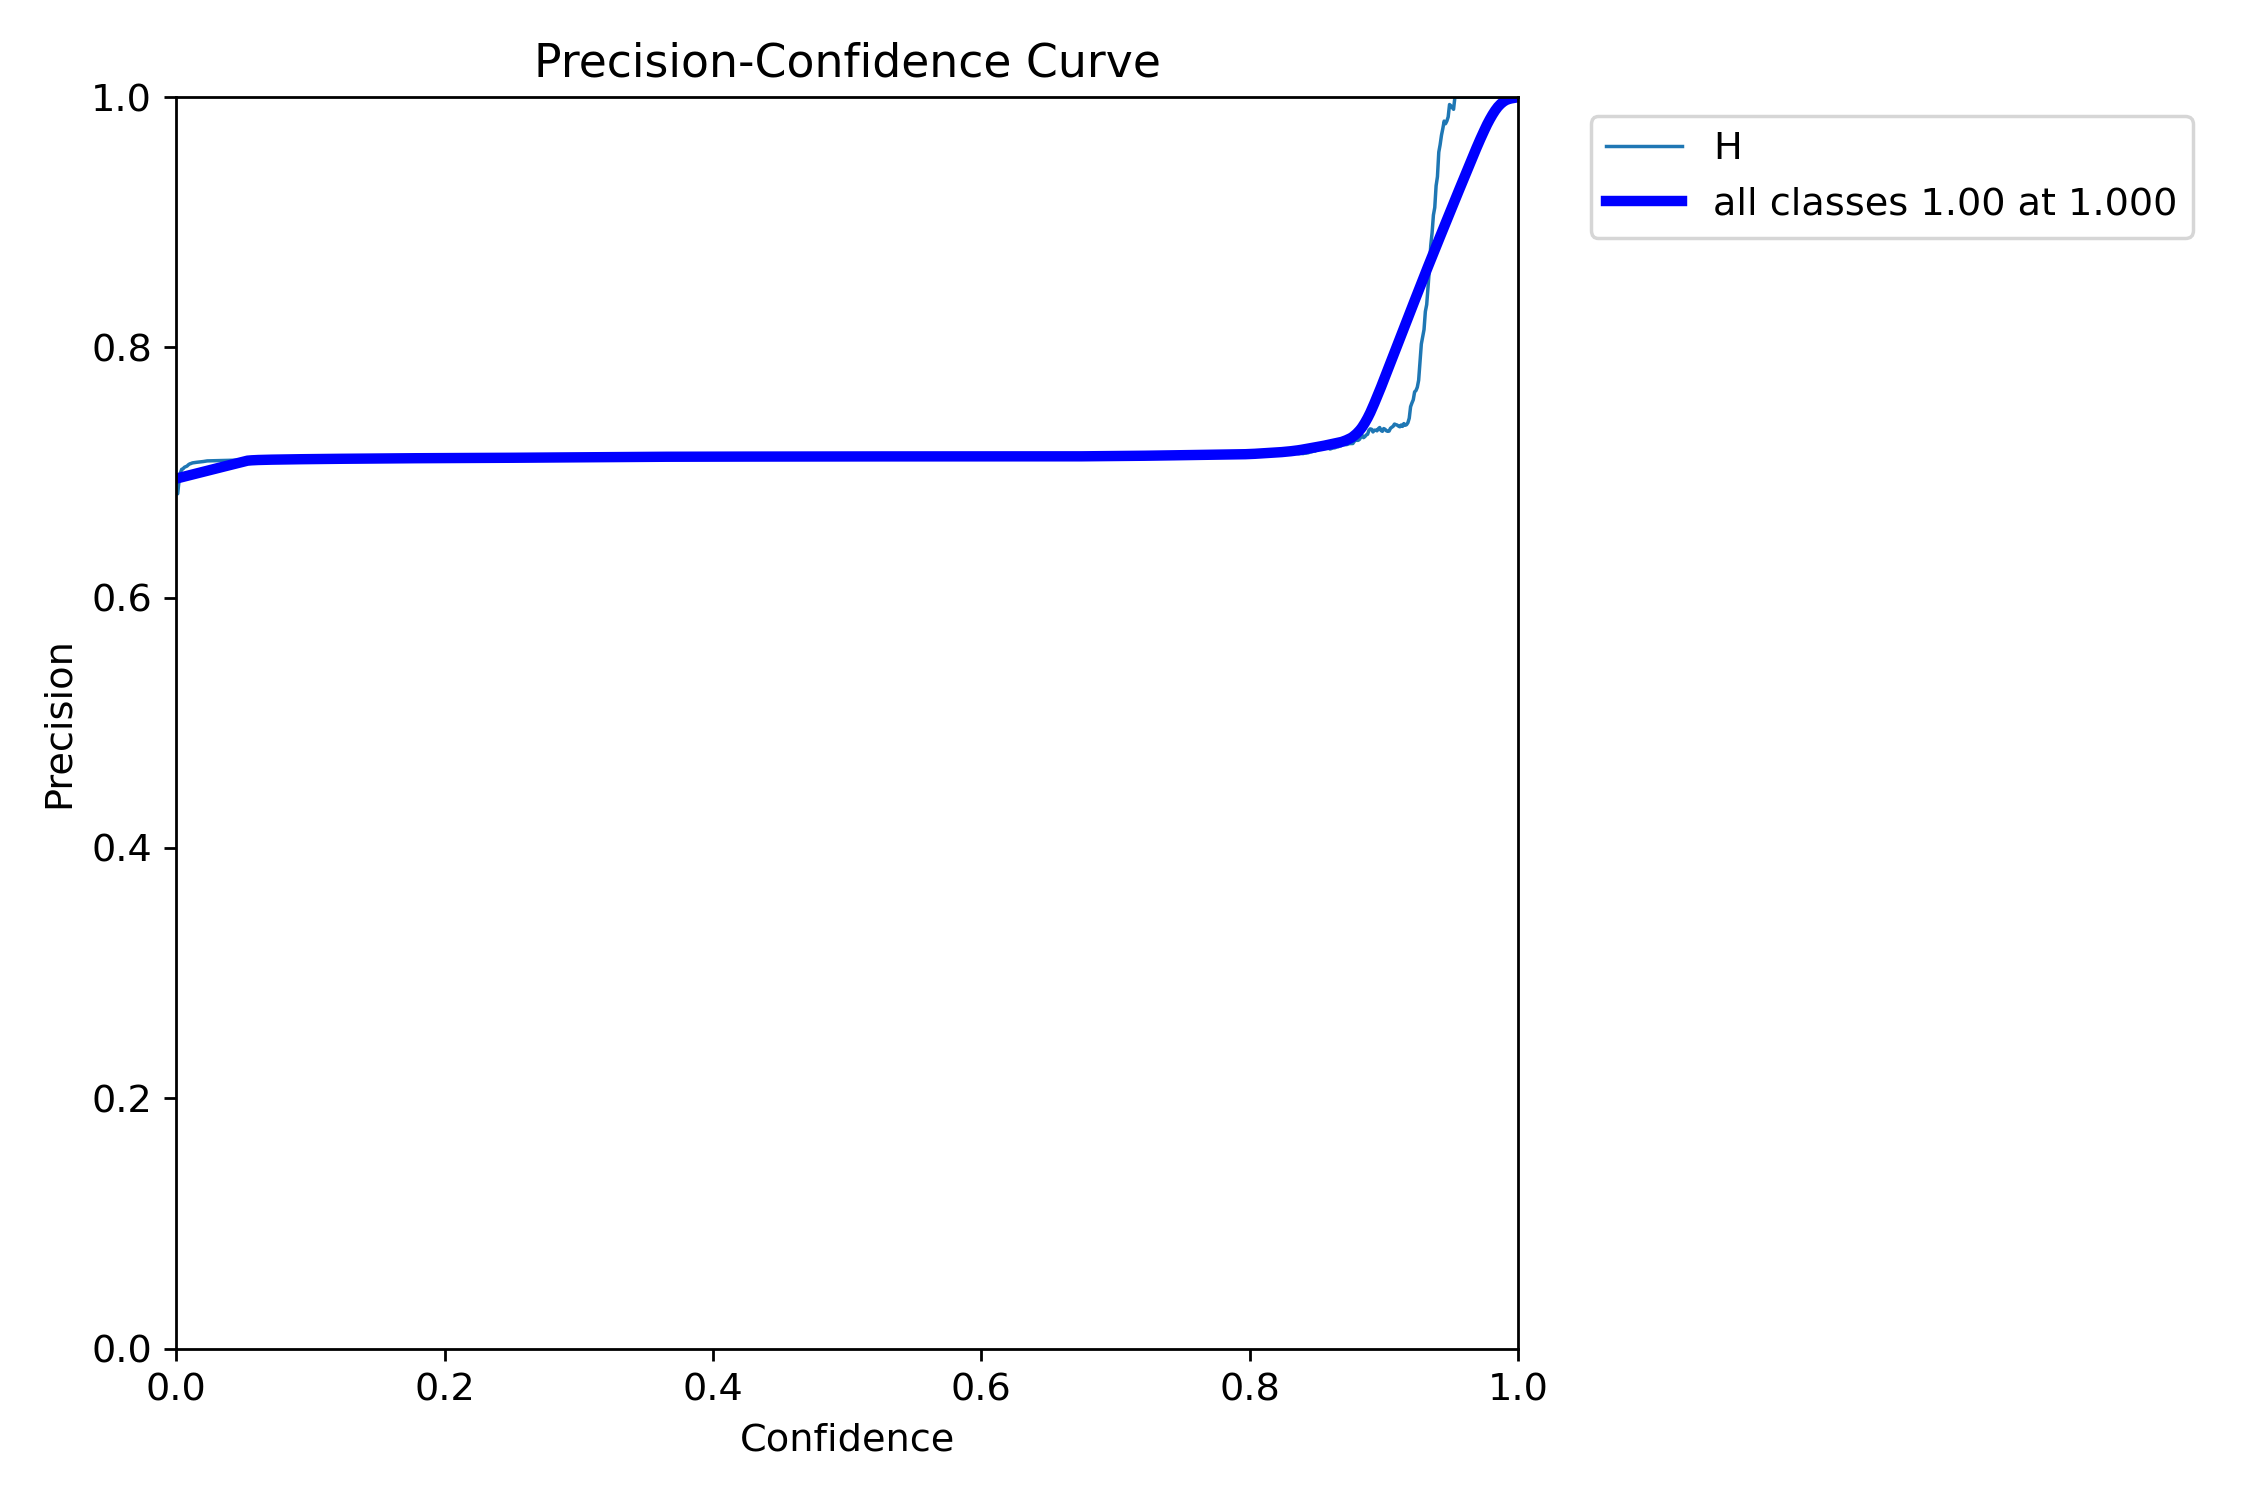 Precision-Confidence Curve
1.0
0.8
0.6
0.4
0.2
0.0
Precision
0.0 0.2 0.4 0.6 0.8 1.0
Confidence
H
all classes 1.00 at 1.000